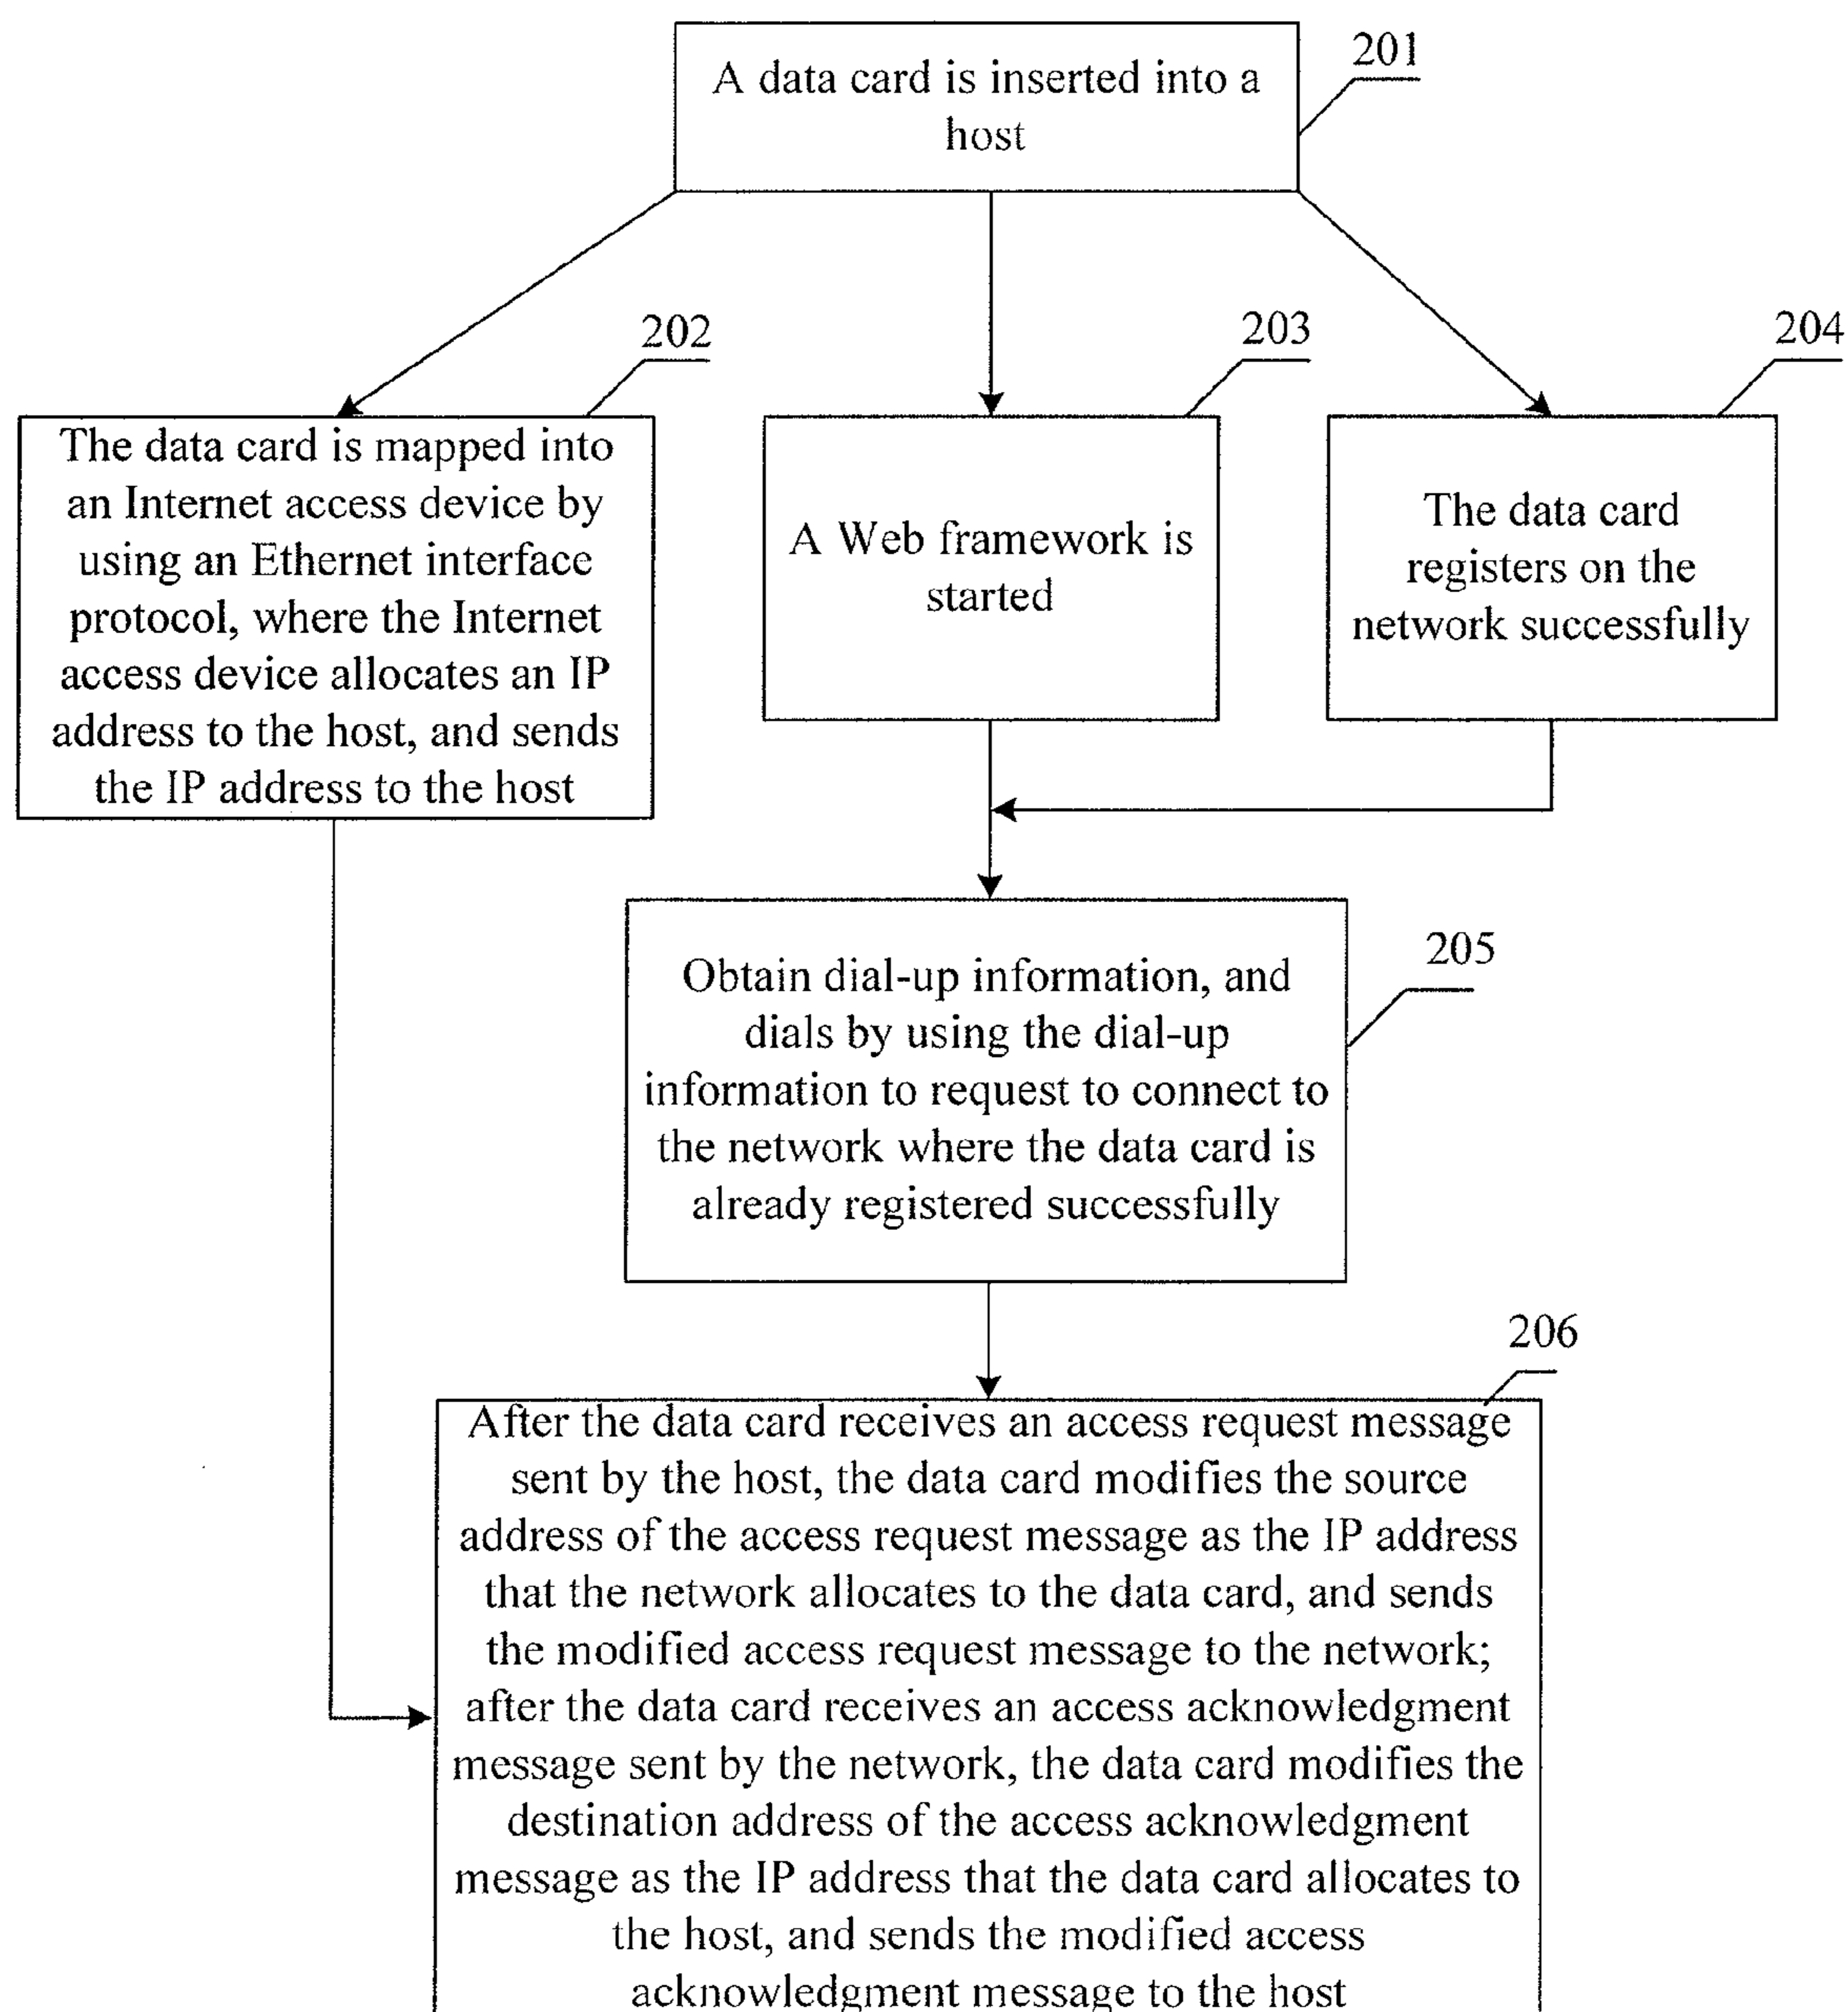 A data card is inserted into a
host
201
202
203
204
The data card is mapped into
an Internet access device by
using an Ethernet interface
protocol, where the Internet
access device allocates an IP
address to the host, and sends
the IP address to the host
A Web framework is
started
The data card
registers on the
network successfully
205
Obtain dial-up information, and
dials by using the dial-up
information to request to connect to
the network where the data card is
already registered successfully
206
After the data card receives an access request message
sent by the host, the data card modifies the source
address of the access request message as the IP address
that the network allocates to the data card, and sends
the modified access request message to the network;
after the data card receives an access acknowledgment
message sent by the network, the data card modifies the
destination address of the access acknowledgment
message as the IP address that the data card allocates to
the host, and sends the modified access
acknowledgment message to the host